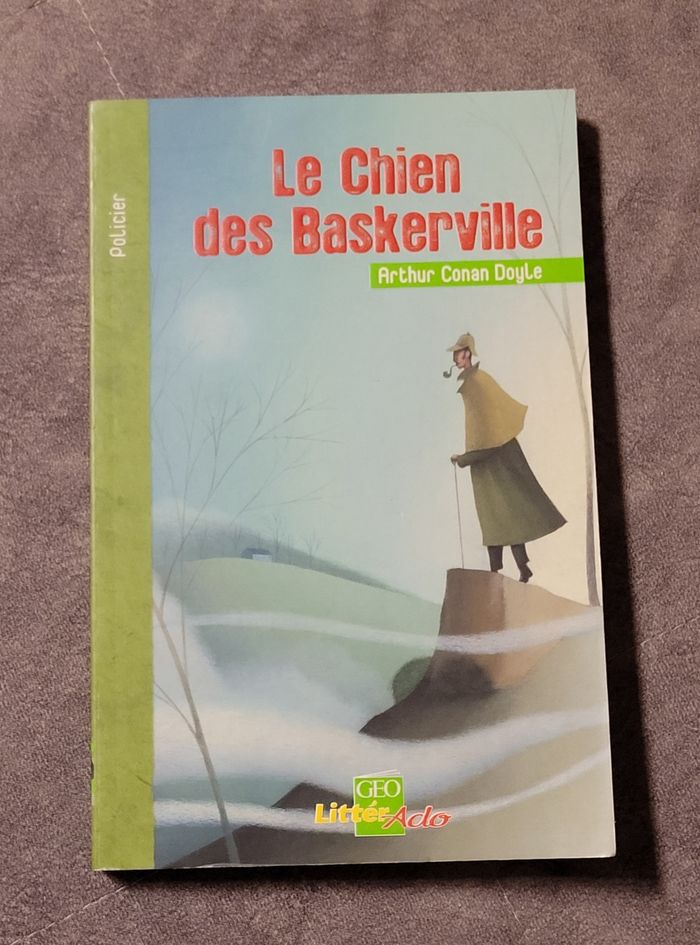 Policier
Le Chien
des Baskerville
Arthur Conan Doyle
GEO
LittérAdo